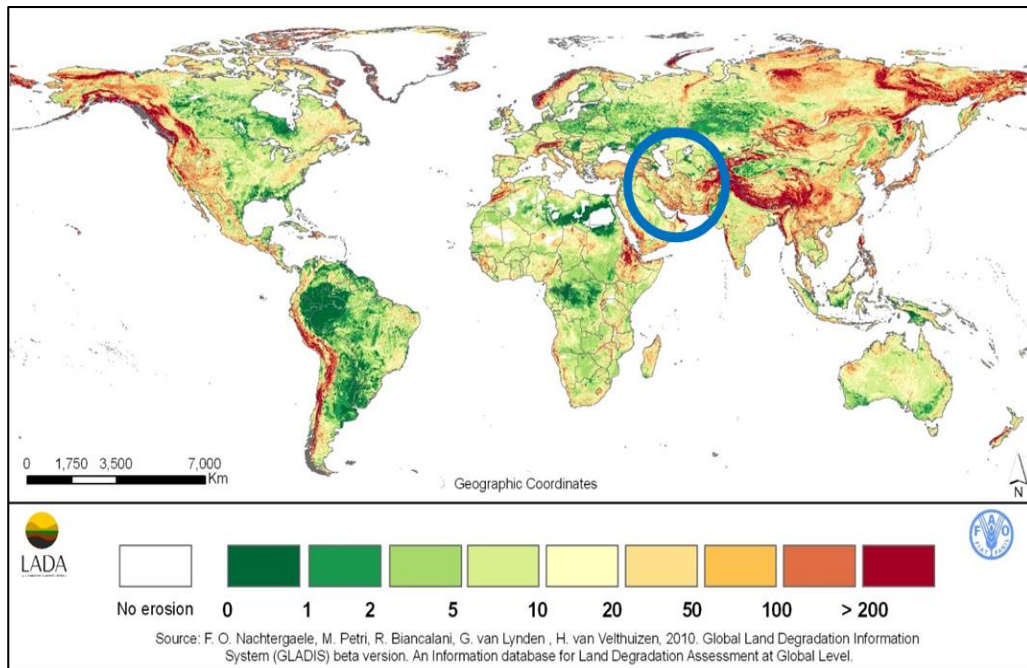 0 1,750 3,500 7,000
Km
Geographic Coordinates
N
LADA
F A O
FIAT PANIS
No erosion 0 1 2 5 10 20 50 100 > 200
Source: F. O. Nachtergaele, M. Petri, R. Biancalani, G. van Lynden , H. van Velthuizen, 2010. Global Land Degradation Information
System (GLADIS) beta version. An Information database for Land Degradation Assessment at Global Level.